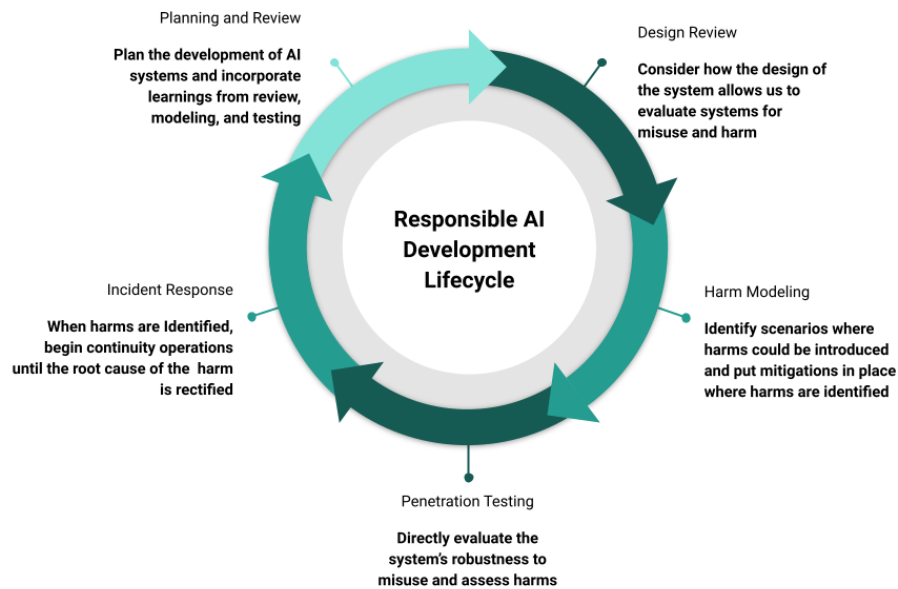 Planning and Review
Plan the development of AI
systems and incorporate
learnings from review,
modeling, and testing
Design Review
Consider how the design of
the system allows us to
evaluate systems for
misuse and harm
Responsible AI
Development
Lifecycle
Harm Modeling
Identify scenarios where
harms could be introduced
and put mitigations in place
where harms are identified
Penetration Testing
Directly evaluate the
system's robustness to
misuse and assess harms
Incident Response
When harms are Identified,
begin continuity operations
until the root cause of the harm
is rectified